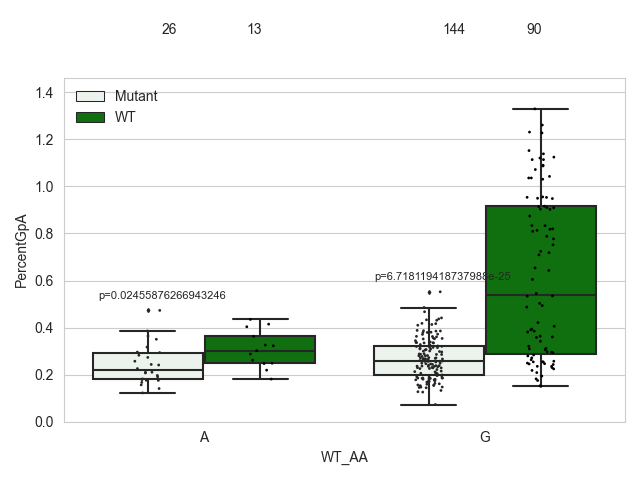 26 13 144 90
1.4
Mutant
WT
1.2
1.0
0.8
0.6
0.4
0.2
0.0
PercentGpA
p=0.02455876266943246
p=6.718119418737988e-25
A G
WT_AA